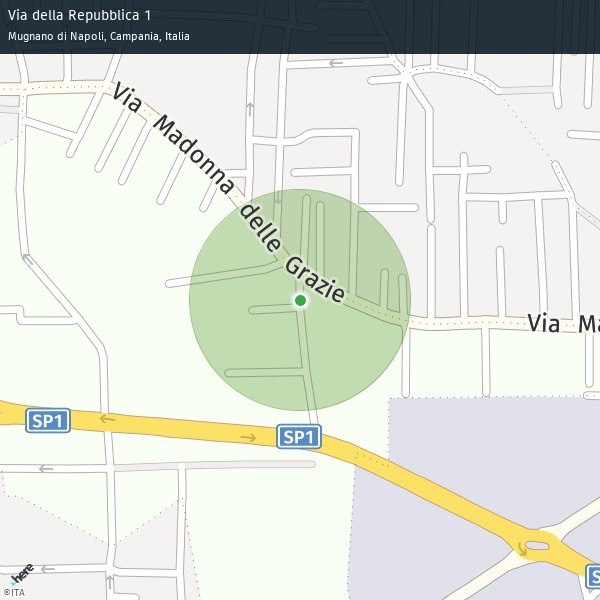 Via della Repubblica 1
Mugnano di Napoli, Campania, Italia
Via Madonna delle Grazie
Via Ma
SP1
SP1
S
here
©ITA